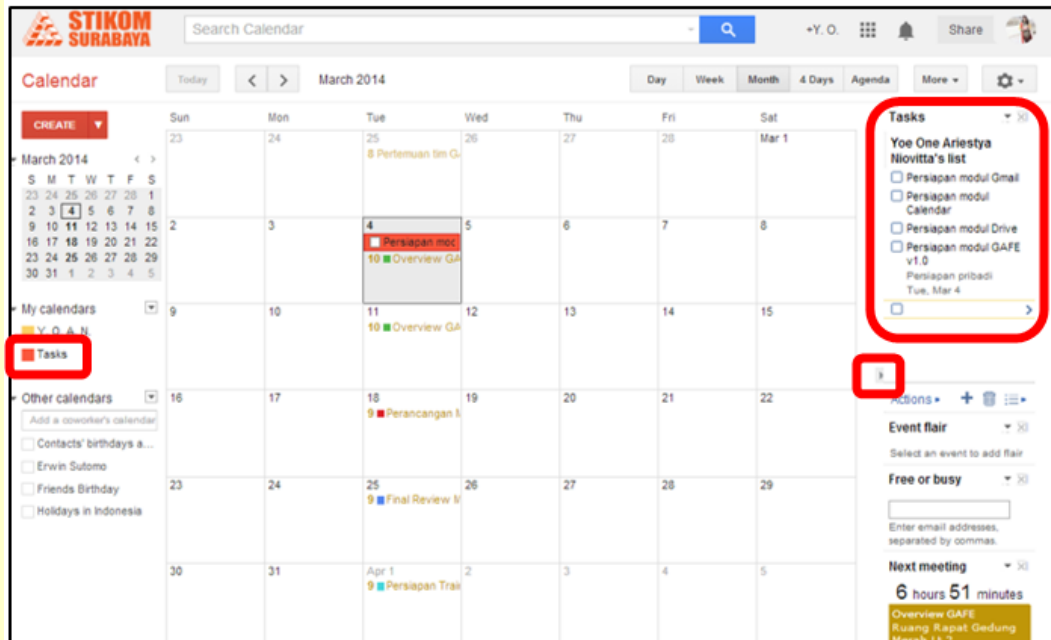 STIKOM
SURABAYA
Search Calendar
+Y. O.
Share
Calendar
Today
March 2014
Day Week Month 4 Days Agenda
More
CREATE
March 2014
S M T W T F S
23 24 25 26 27 28 1
2 3 4 5 6 7 8
9 10 11 12 13 14 15
16 17 18 19 20 21 22
23 24 25 26 27 28 29
30 31 1 2 3 4 5
My calendars
Y. O. A. N.
Tasks
Other calendars
Add a coworker's calendar
Contacts' birthdays a...
Erwin Sutomo
Friends Birthday
Holidays in Indonesia
Sun Mon Tue Wed Thu Fri Sat
23 24 25 26 27 28 Mar 1
8 Pertemuan tim G
2 3 4 5 6 7 8
Persiapan mod
10 Overview GA
9 10 11 12 13 14 15
10 Overview GA
16 17 18 19 20 21 22
9 Perancangan
23 24 25 26 27 28 29
9 Final Review
30 31 Apr 1 2 3 4 5
9 Persiapan Trai
Tasks
Yoe One Ariestya
Niovitta's list
Persiapan modul Gmail
Persiapan modul
Calendar
Persiapan modul Drive
Persiapan modul GAFE
v1.0
Persiapan pribadi
Tue, Mar 4
Actions
Event flair
Select an event to add flair
Free or busy
Enter email addresses,
separated by commas.
Next meeting
6 hours 51 minutes
Overview GAFE
Ruang Rapat Gedung
Merah Lt 2